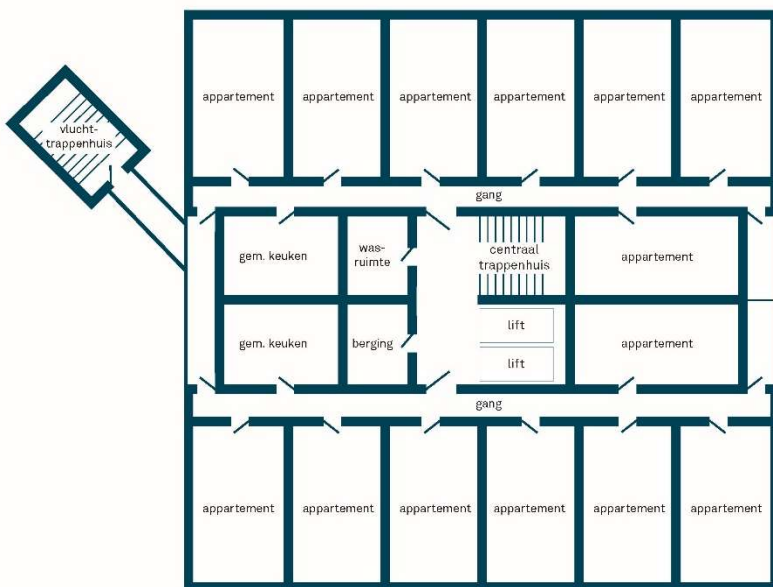 appartement appartement appartement appartement appartement appartement
vlucht-
trappenhuis
gang
gem. keuken
was-
ruimte
centraal
trappenhuis
appartement
gem. keuken
berging
lift
lift
appartement
gang
appartement appartement appartement appartement appartement appartement